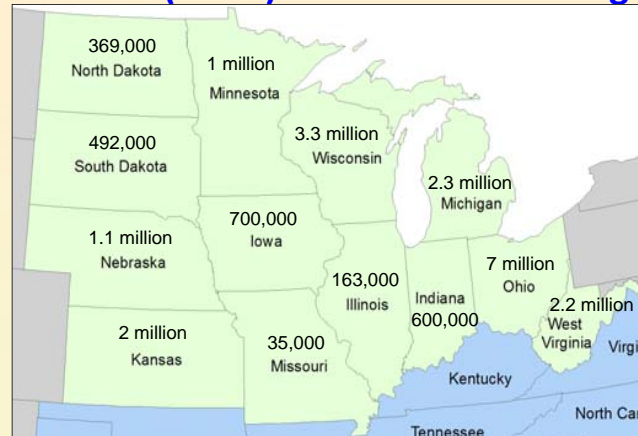 369,000
North Dakota
1 million
Minnesota
3.3 million
Wisconsin
492,000
South Dakota
2.3 million
Michigan
700,000
Iowa
1.1 million
Nebraska
163,000
Illinois
Indiana
600,000
7 million
Ohio
2.2 million
West
Virginia
2 million
Kansas
35,000
Missouri
Kentucky
Tennessee